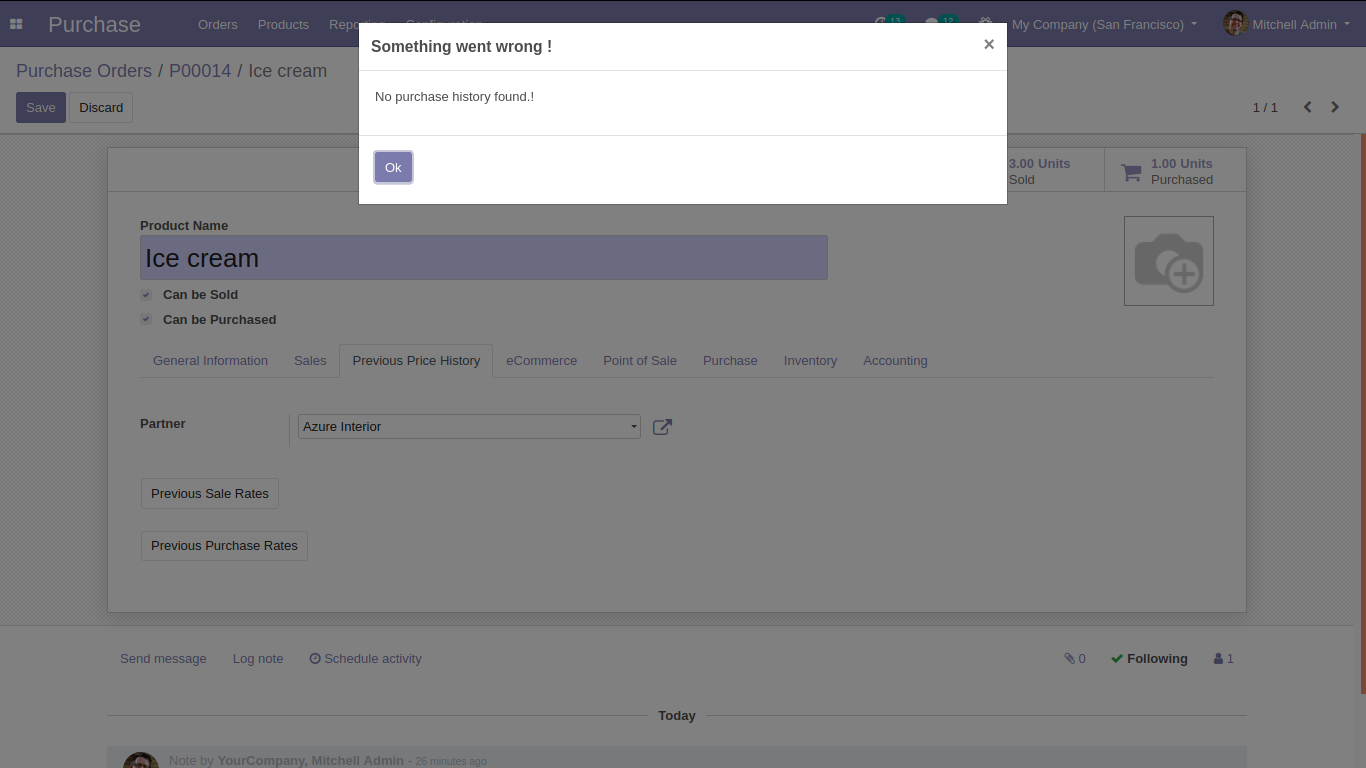 Purchase Orders Products Reporting Configuration 13 12 My Company (San Francisco) Mitchell Admin
Something went wrong ! ×
Purchase Orders / P00014 / Ice cream
No purchase history found.!
Save Discard 1 / 1
Ok
3.00 Units
Sold
1.00 Units
Purchased
Product Name
Ice cream
Can be Sold
Can be Purchased
General Information Sales Previous Price History eCommerce Point of Sale Purchase Inventory Accounting
Partner Azure Interior
Previous Sale Rates
Previous Purchase Rates
Send message Log note Schedule activity 0 Following 1
Today
Note by YourCompany, Mitchell Admin - 26 minutes ago